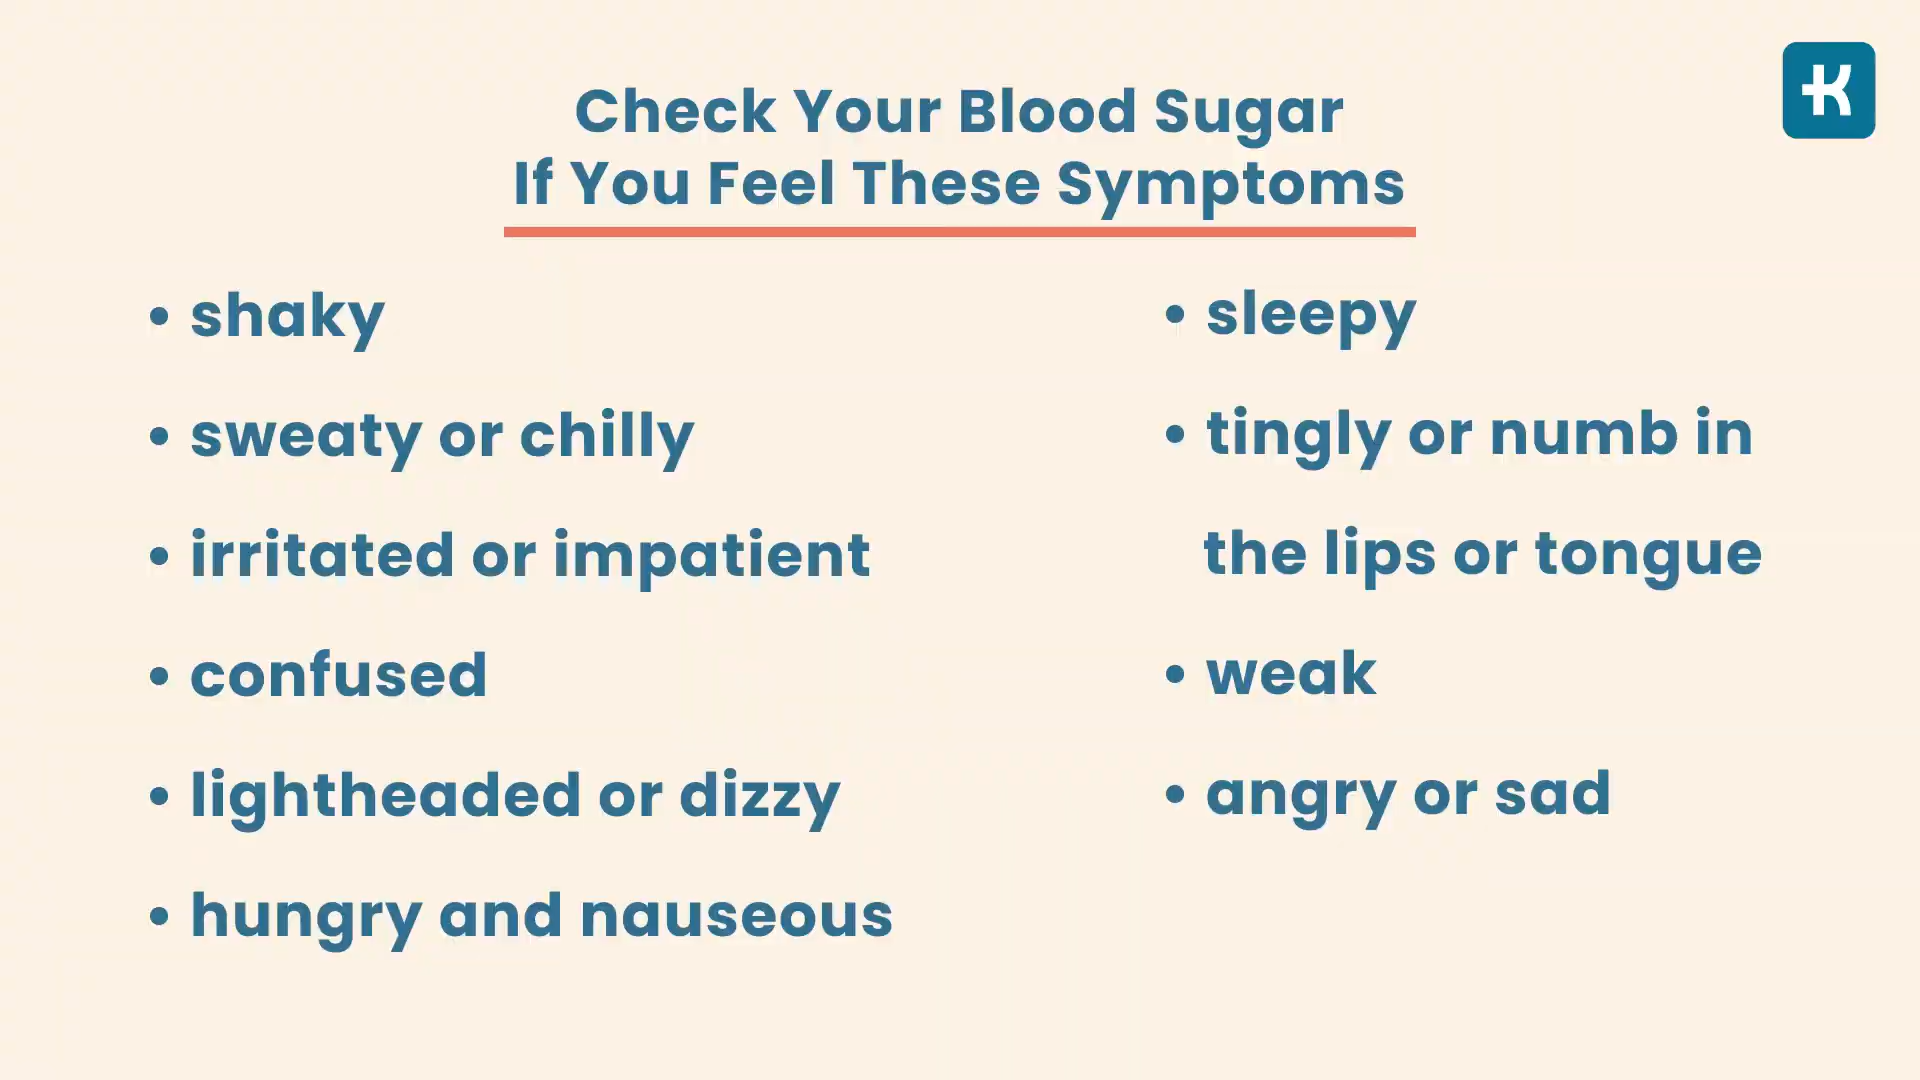 Check Your Blood Sugar
If You Feel These Symptoms
• shaky
• sweaty or chilly
• irritated or impatient
• confused
• lightheaded or dizzy
• hungry and nauseous
• sleepy
• tingly or numb in
the lips or tongue
• weak
• angry or sad
K